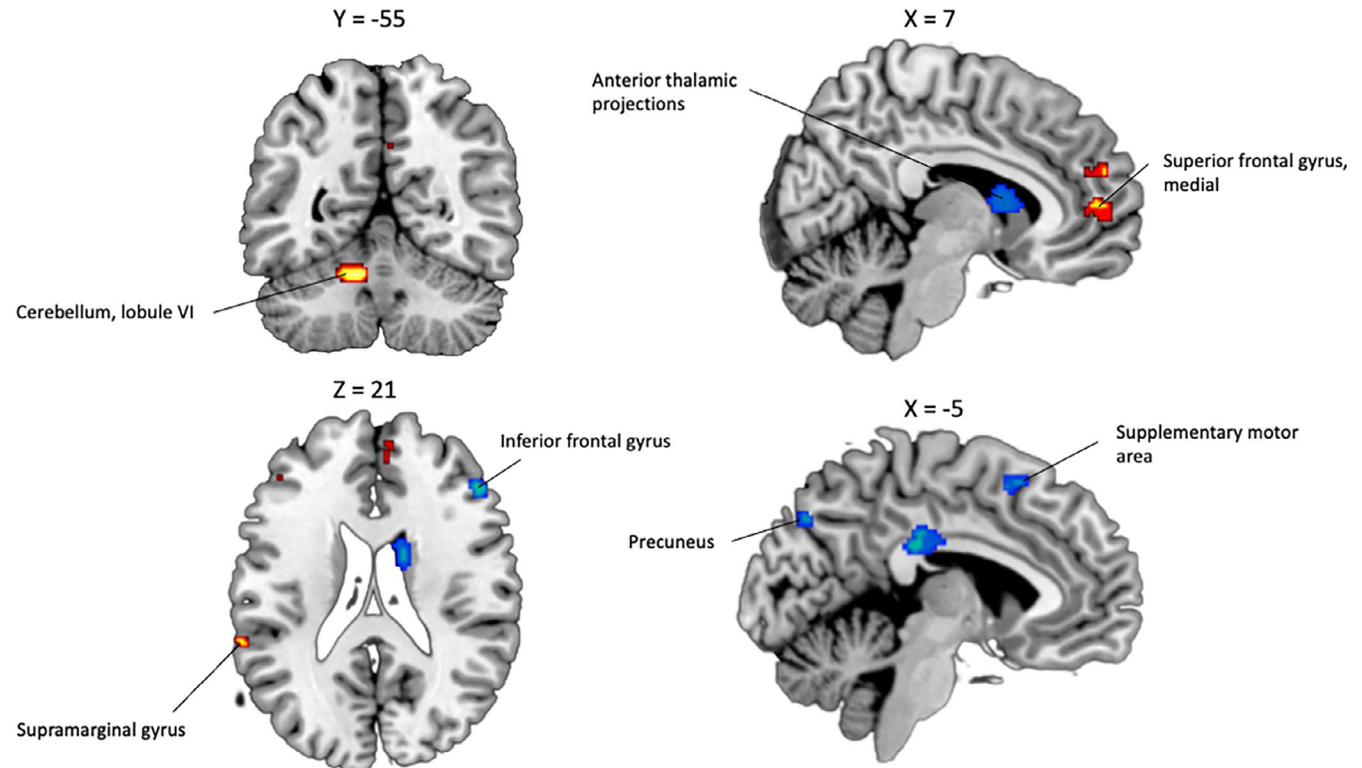 Y = -55
X = 7
Anterior thalamic
projections
Superior frontal gyrus,
medial
Cerebellum, lobule VI
Z = 21
X = -5
Inferior frontal gyrus
Supplementary motor
area
Precuneus
Supramarginal gyrus